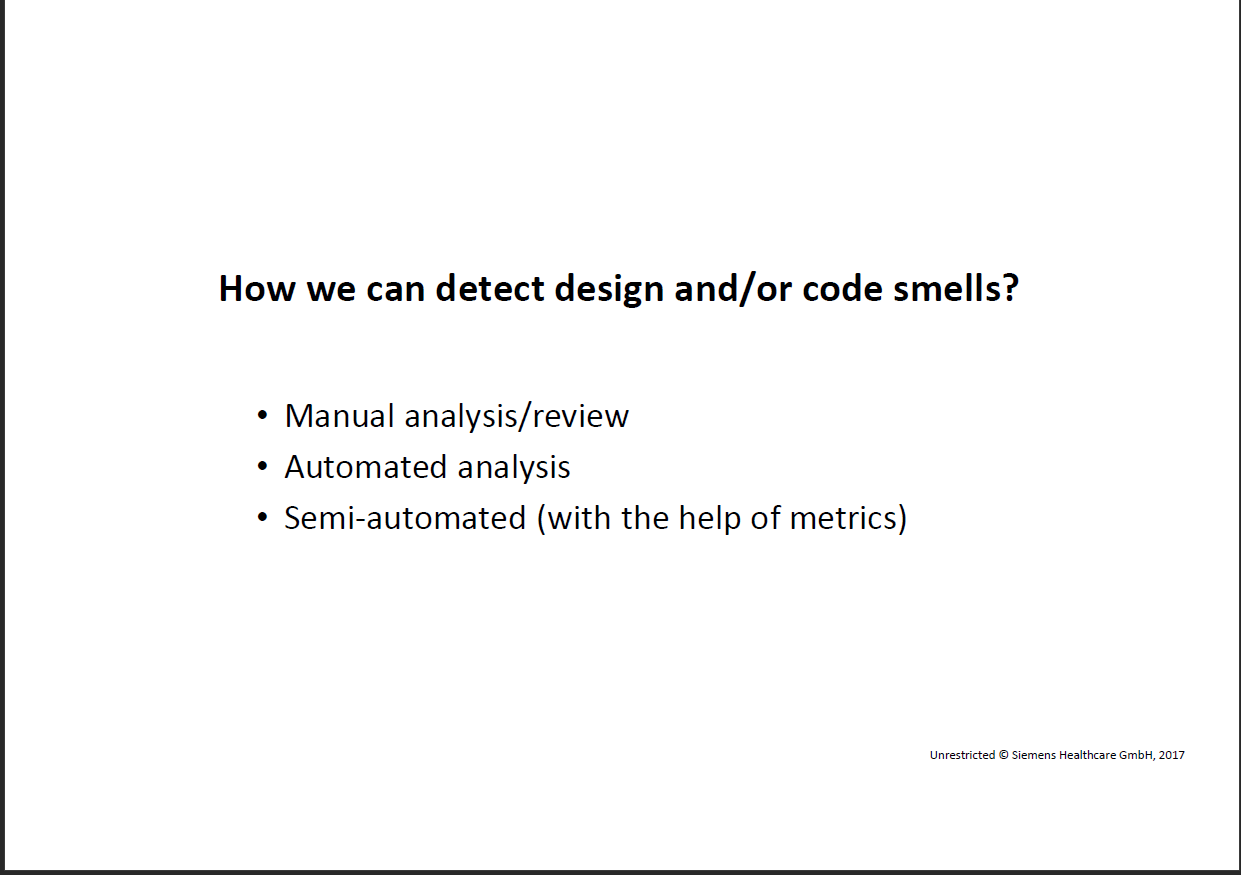 How we can detect design and/or code smells?
• Manual analysis/review
• Automated analysis
• Semi-automated (with the help of metrics)
Unrestricted © Siemens Healthcare GmbH, 2017